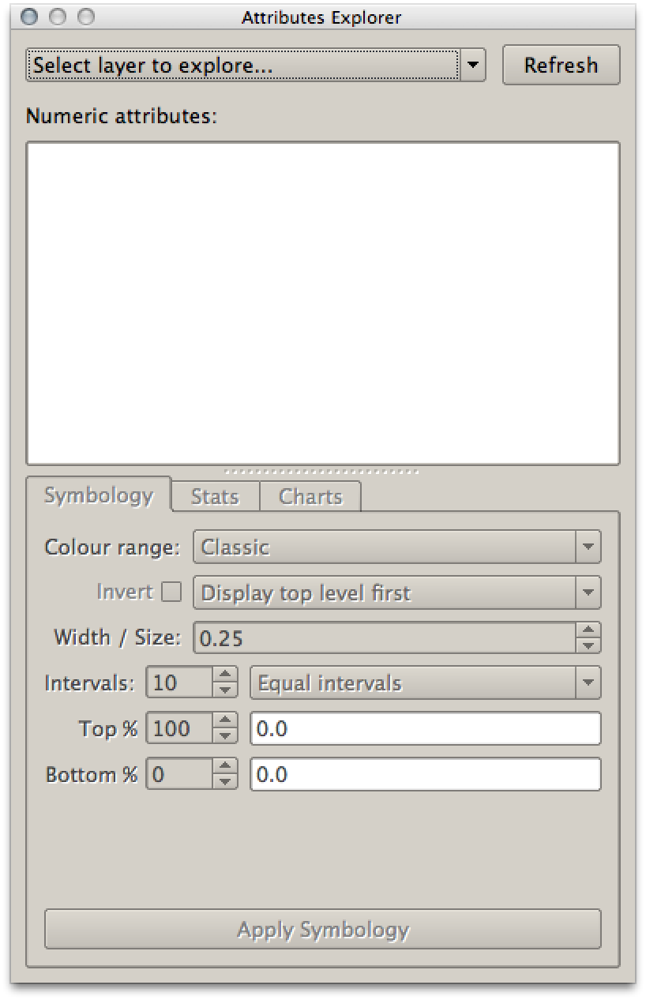 Attributes Explorer
Select layer to explore... Refresh
Numeric attributes:
Symbology Stats Charts
Colour range: Classic
Invert Display top level first
Width / Size: 0.25
Intervals: 10 Equal intervals
Top % 100 0.0
Bottom % 0 0.0
Apply Symbology